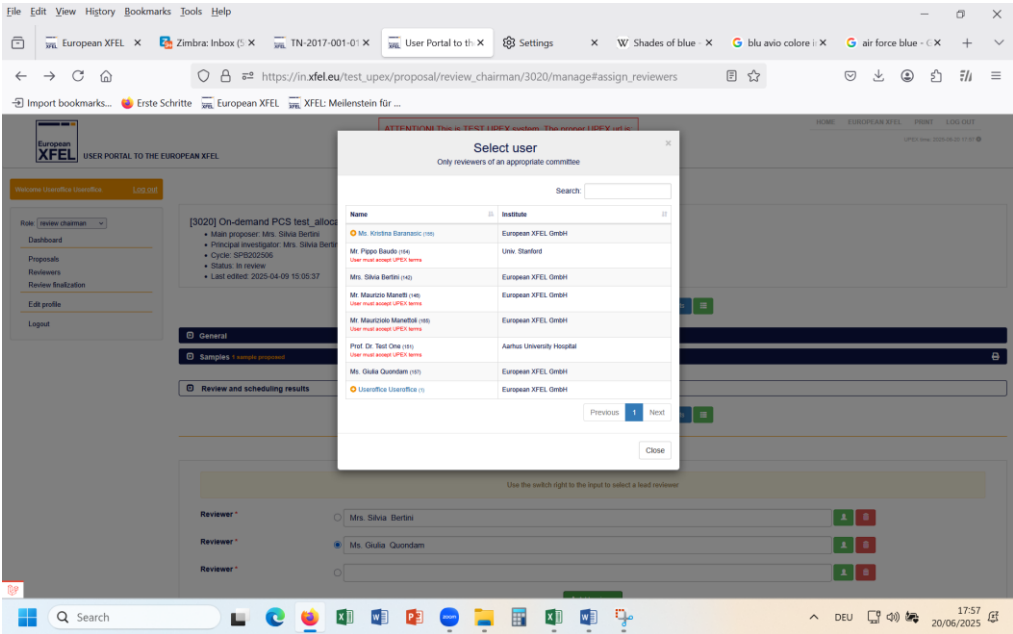 File Edit View History Bookmarks Tools Help
European XFEL
Zimbra: Inbox (5
TN-2017-001-01
User Portal to th
Settings
Shades of blue -
blu avio colore i
air force blue - C
https://in.xfel.eu/test_upex/proposal/review_chairman/3020/manage#assign_reviewers
Import bookmarks... Erste Schritte European XFEL XFEL: Meilenstein für ...
HOME EUROPEAN XFEL PRINT LOG OUT
ATTENTION! This is TEST UPEX system. The proper UPEX url is:
European
XFEL USER PORTAL TO THE EUROPEAN XFEL
Welcome Useroffice Useroffice Log out
Role review chairman
Dashboard
Proposals
Reviewers
Review finalization
Edit profile
Logout
[3020] On-demand PCS test_alloca
Main proposer: Mrs. Silvia Bertini
Principal investigator: Mrs. Silvia Bertin
Cycle: SPB202506
Status: In review
Last edited: 2025-04-09 15:05:37
General
Samples 1 sample proposed
Review and scheduling results
Select user
Only reviewers of an appropriate committee
Search:
Name Institute
Ms. Kristina Baranasic European XFEL GmbH
Mr. Pippo Baudo (154) Univ. Stanford
User must accept UPEX terms
Mrs. Silvia Bertini (142) European XFEL GmbH
Mr. Maurizio Manetti European XFEL GmbH
User must accept UPEX terms
Mr. Mauriziolo Manettoli European XFEL GmbH
User must accept UPEX terms
Prof. Dr. Test One (151) Aarhus University Hospital
User must accept UPEX terms
Ms. Giulia Quondam (157) European XFEL GmbH
Useroffice Useroffice (1) European XFEL GmbH
Previous 1 Next
Close
Use the switch right to the input to select a lead reviewer
Reviewer * Mrs. Silvia Bertini
Reviewer * Ms. Giulia Quondam
Reviewer *
Search
DEU
17:57
20/06/2025